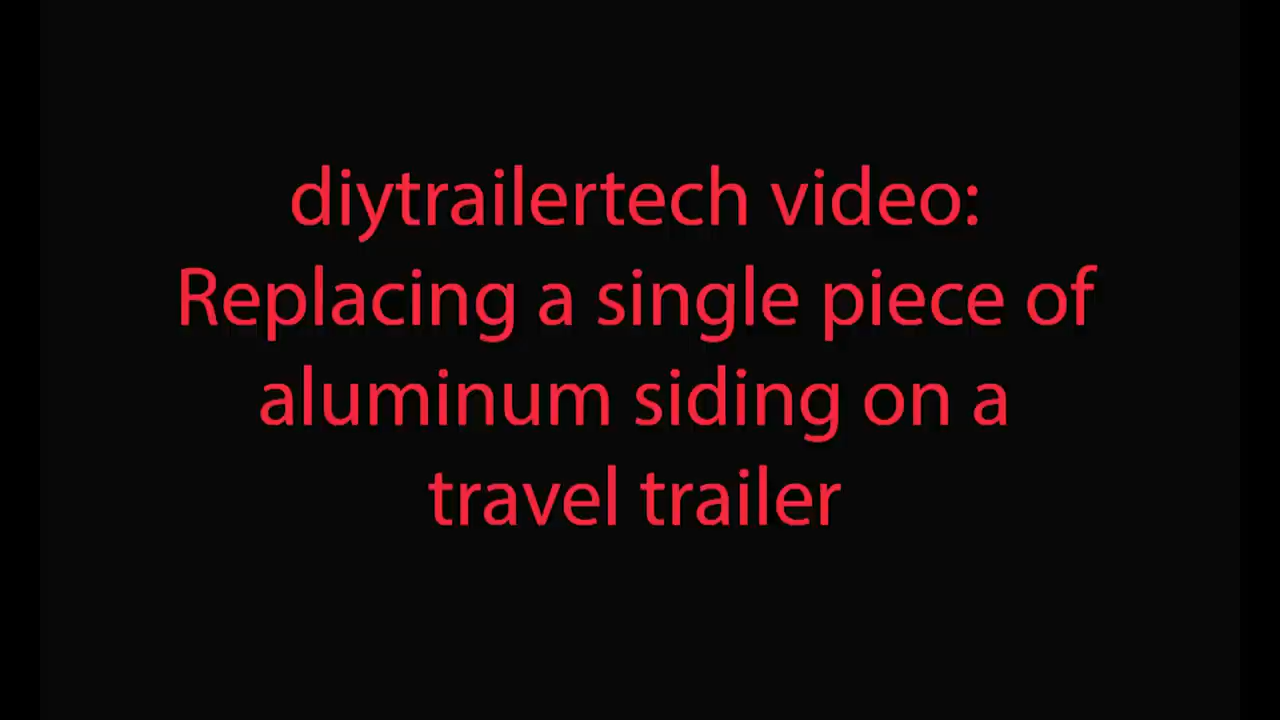 diytrailertech video:
Replacing a single piece of
aluminum siding on a
travel trailer